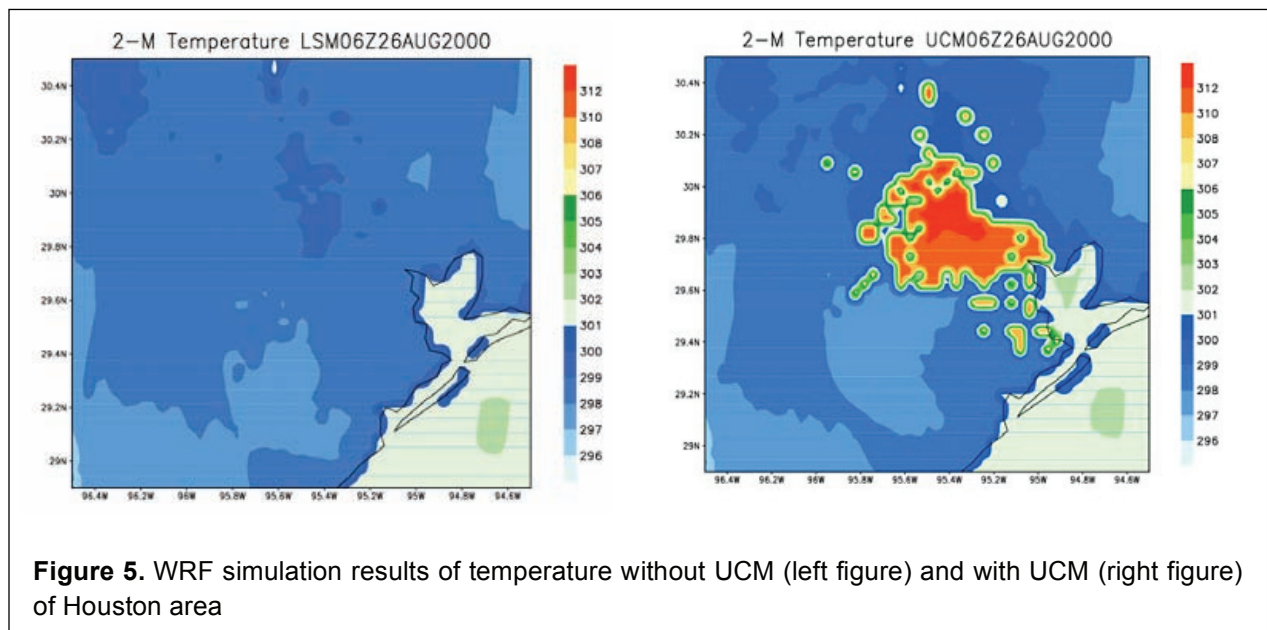 2-M Temperature LSM06Z26AUG2000
30.4N
30.2N
30N
29.8N
29.6N
29.4N
29.2N
29N
96.4W 96.2W 96W 95.8W 95.6W 95.4W 95.2W 95W 94.8W 94.6W
312
310
308
307
306
305
304
303
302
301
300
299
298
297
296
2-M Temperature UCM06Z26AUG2000
30.4N
30.2N
30N
29.8N
29.6N
29.4N
29.2N
29N
96.4W 96.2W 96W 95.8W 95.6W 95.4W 95.2W 95W 94.8W 94.6W
312
310
308
307
306
305
304
303
302
301
300
299
298
297
296
Figure 5. WRF simulation results of temperature without UCM (left figure) and with UCM (right figure)
of Houston area